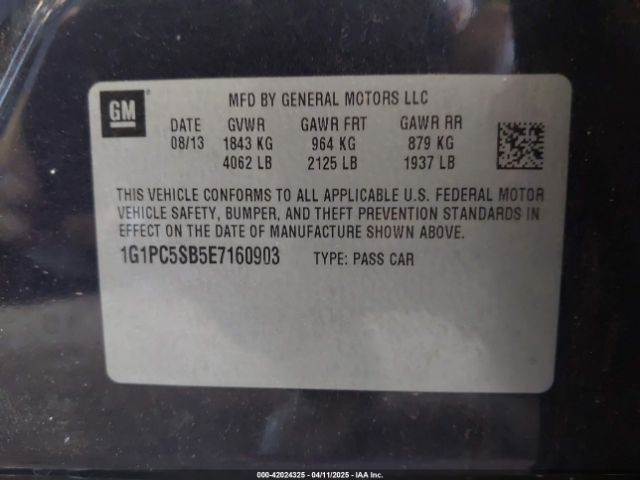 GM
MFD BY GENERAL MOTORS LLC
DATE GVWR GAWR FRT GAWR RR
08/13 1843 KG 964 KG 879 KG
4062 LB 2125 LB 1937 LB
THIS VEHICLE CONFORMS TO ALL APPLICABLE U.S. FEDERAL MOTOR
VEHICLE SAFETY, BUMPER, AND THEFT PREVENTION STANDARDS IN
EFFECT ON THE DATE OF MANUFACTURE SHOWN ABOVE.
1G1PC5SB5E7160903 TYPE: PASS CAR
000-42024325 - 04/11/2025 - IAA Inc.